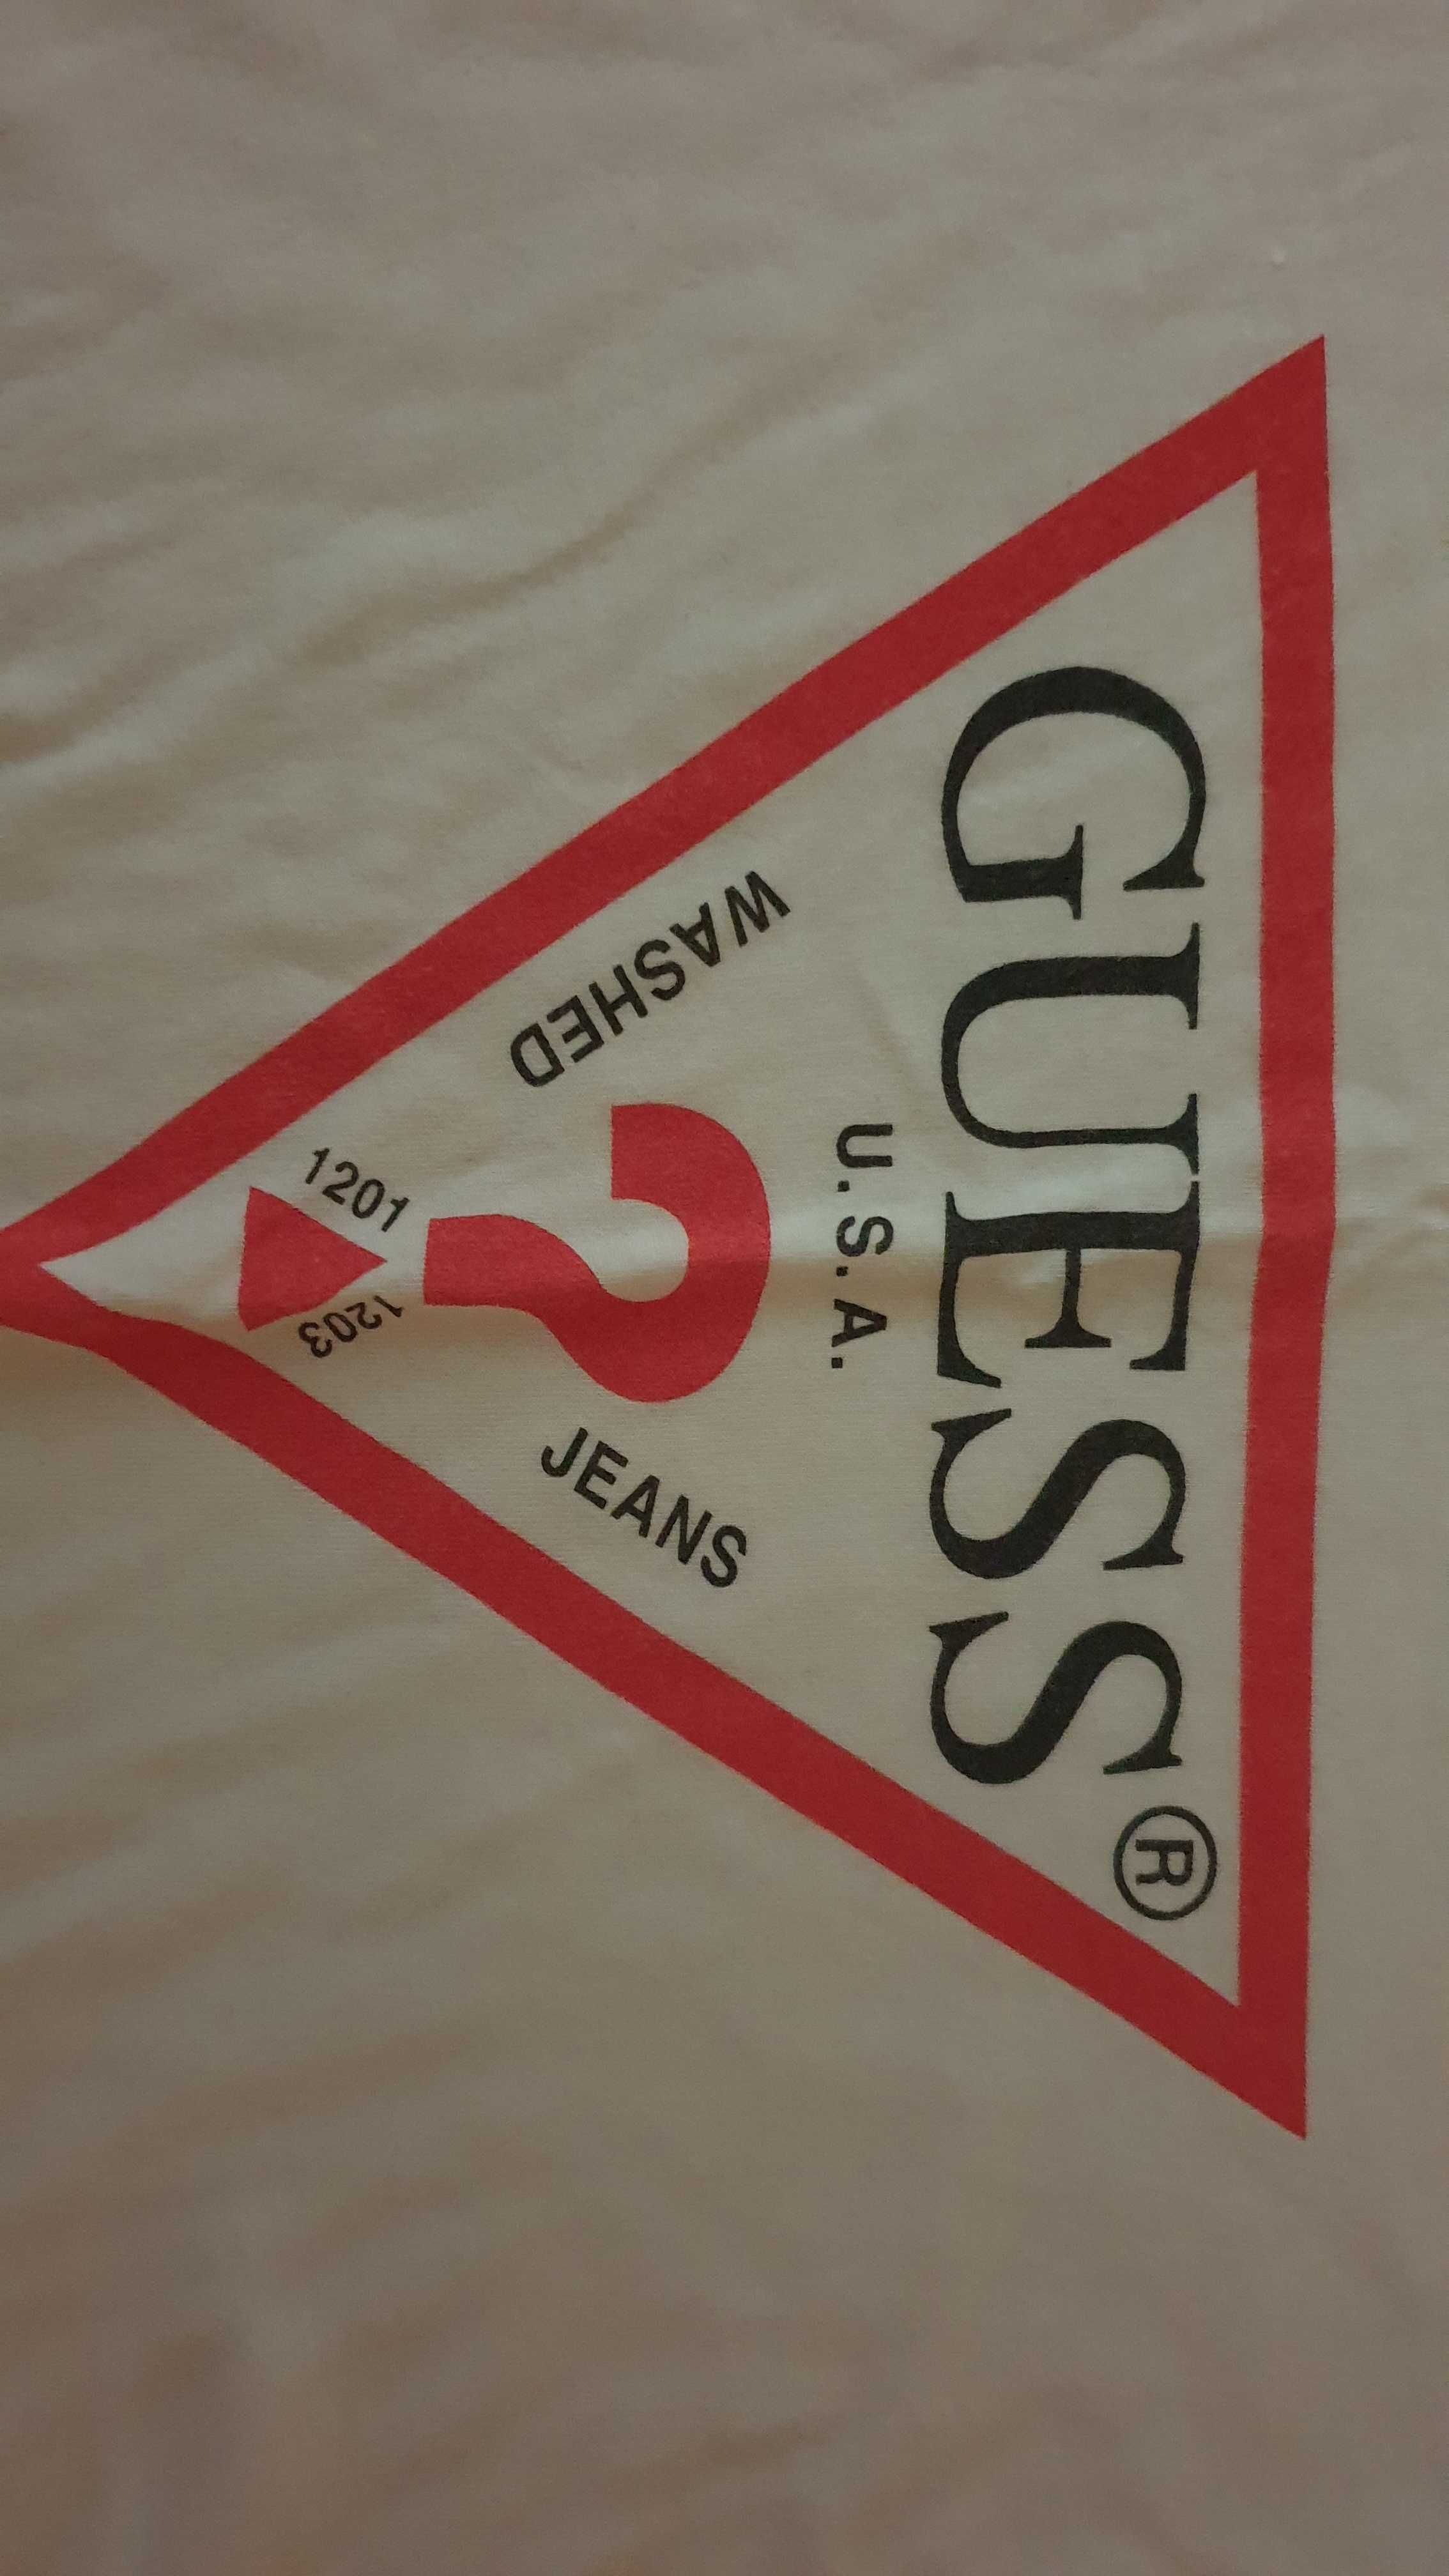 GUESS®
U.S.A.
WASHED
?
JEANS
1201
1203